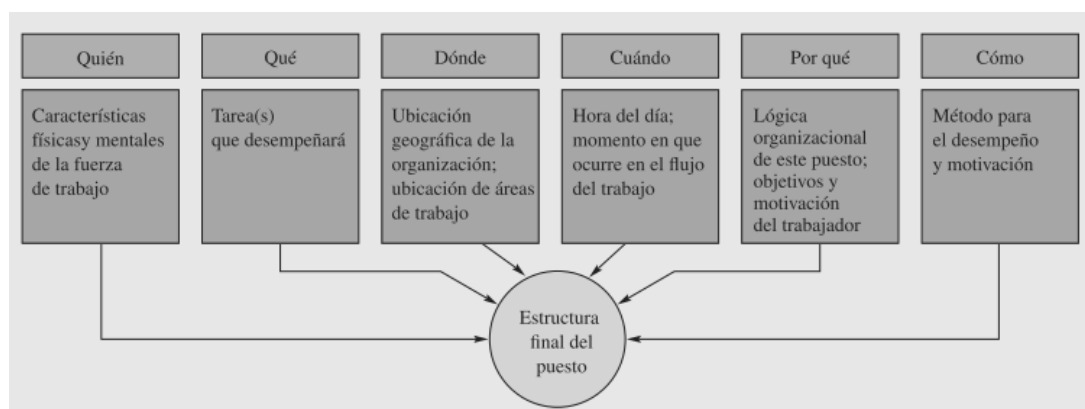 Quién
Qué
Dónde
Cuándo
Por qué
Cómo
Características
físicasy mentales
de la fuerza
de trabajo
Tarea(s)
que desempeñará
Ubicación
geográfica de la
organización;
ubicación de áreas
de trabajo
Hora del día;
momento en que
ocurre en el flujo
del trabajo
Lógica
organizacional
de este puesto;
objetivos y
motivación
del trabajador
Método para
el desempeño
y motivación
Estructura
final del
puesto